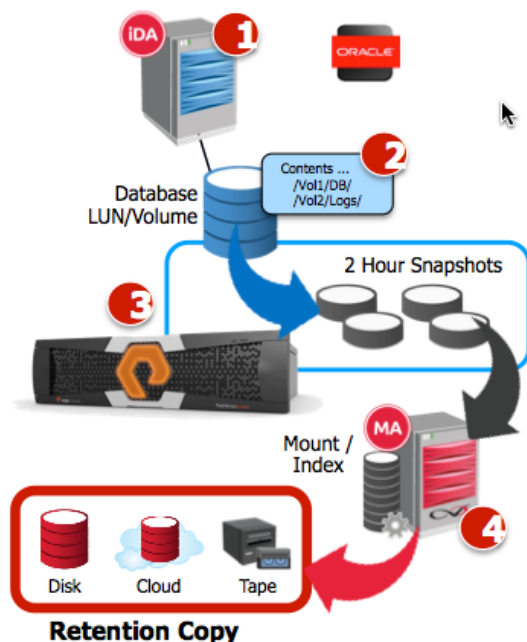 iDA
1
ORACLE
2
Contents ...
/Vol1/DB/
/Vol2/Logs/
Database
LUN/Volume
2 Hour Snapshots
3
Mount /
Index
MA
4
Disk
Cloud
Tape
Retention Copy